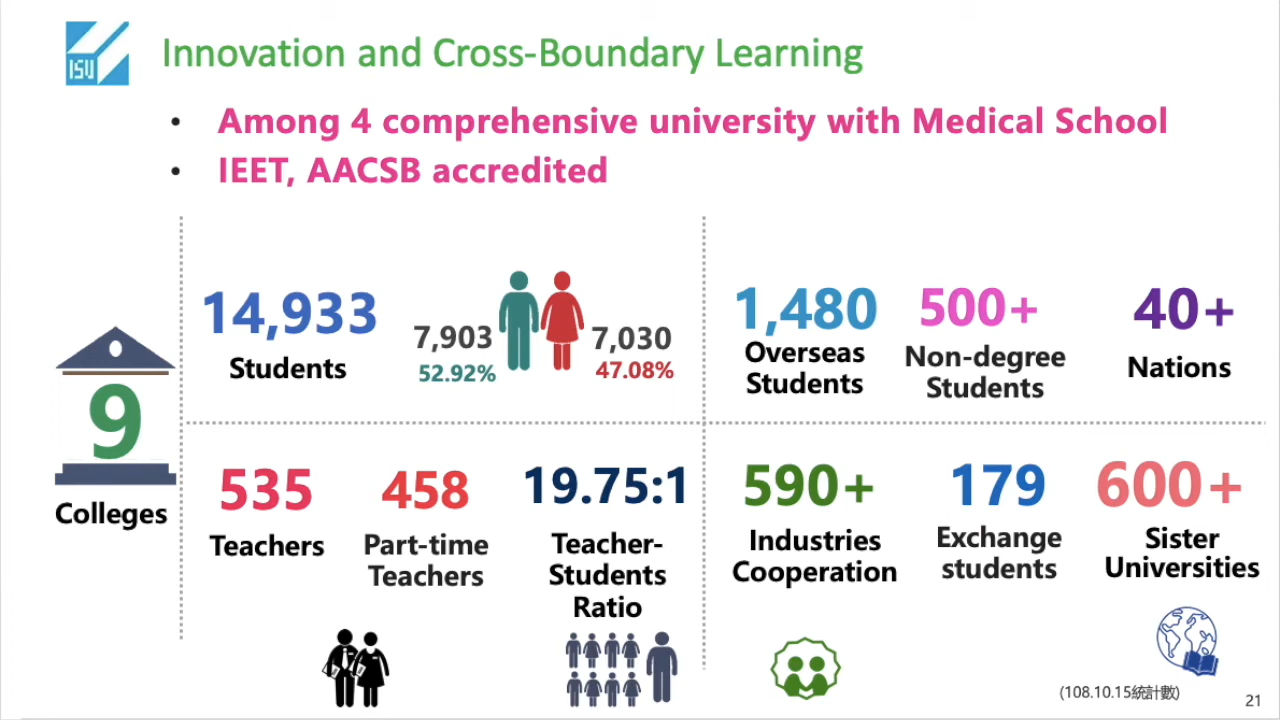 ISU
Innovation and Cross-Boundary Learning
• Among 4 comprehensive university with Medical School
• IEET, AACSB accredited
9
Colleges
14,933
Students
7,903
52.92%
7,030
47.08%
1,480
Overseas
Students
500+
Non-degree
Students
40+
Nations
535
Teachers
458
Part-time
Teachers
19.75:1
Teacher-
Students
Ratio
590+
Industries
Cooperation
179
Exchange
students
600+
Sister
Universities
(108.10.15統計數)
21